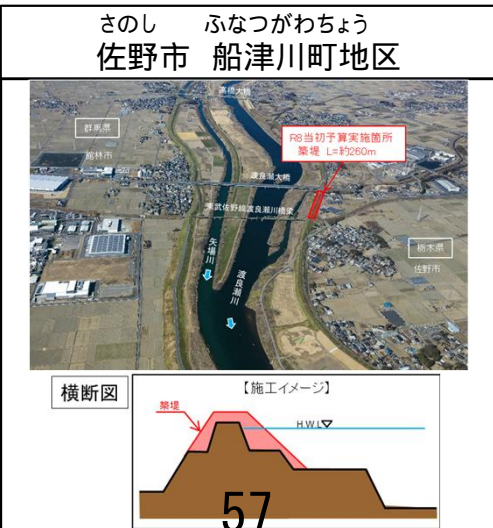 さのし ふなつがわちょう
佐野市 船津川町地区
高橋大橋
群馬県
館林市
R8当初予算実施箇所
築堤 L=約260m
渡良瀬大橋
東武佐野線渡良瀬川橋梁
矢場川
渡良瀬川
栃木県
佐野市
横断図
【施工イメージ】
築堤
H.W.L▽
57